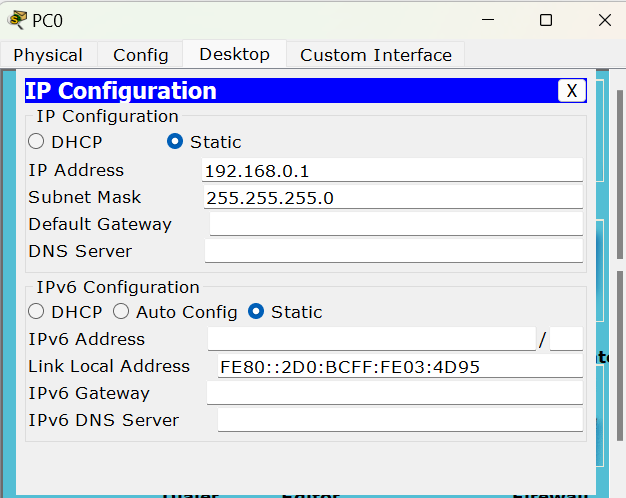 PC0
Physical Config Desktop Custom Interface
IP Configuration X
IP Configuration
DHCP Static
IP Address 192.168.0.1
Subnet Mask 255.255.255.0
Default Gateway
DNS Server
IPv6 Configuration
DHCP Auto Config Static
IPv6 Address /
Link Local Address FE80::2D0:BCFF:FE03:4D95
IPv6 Gateway
IPv6 DNS Server